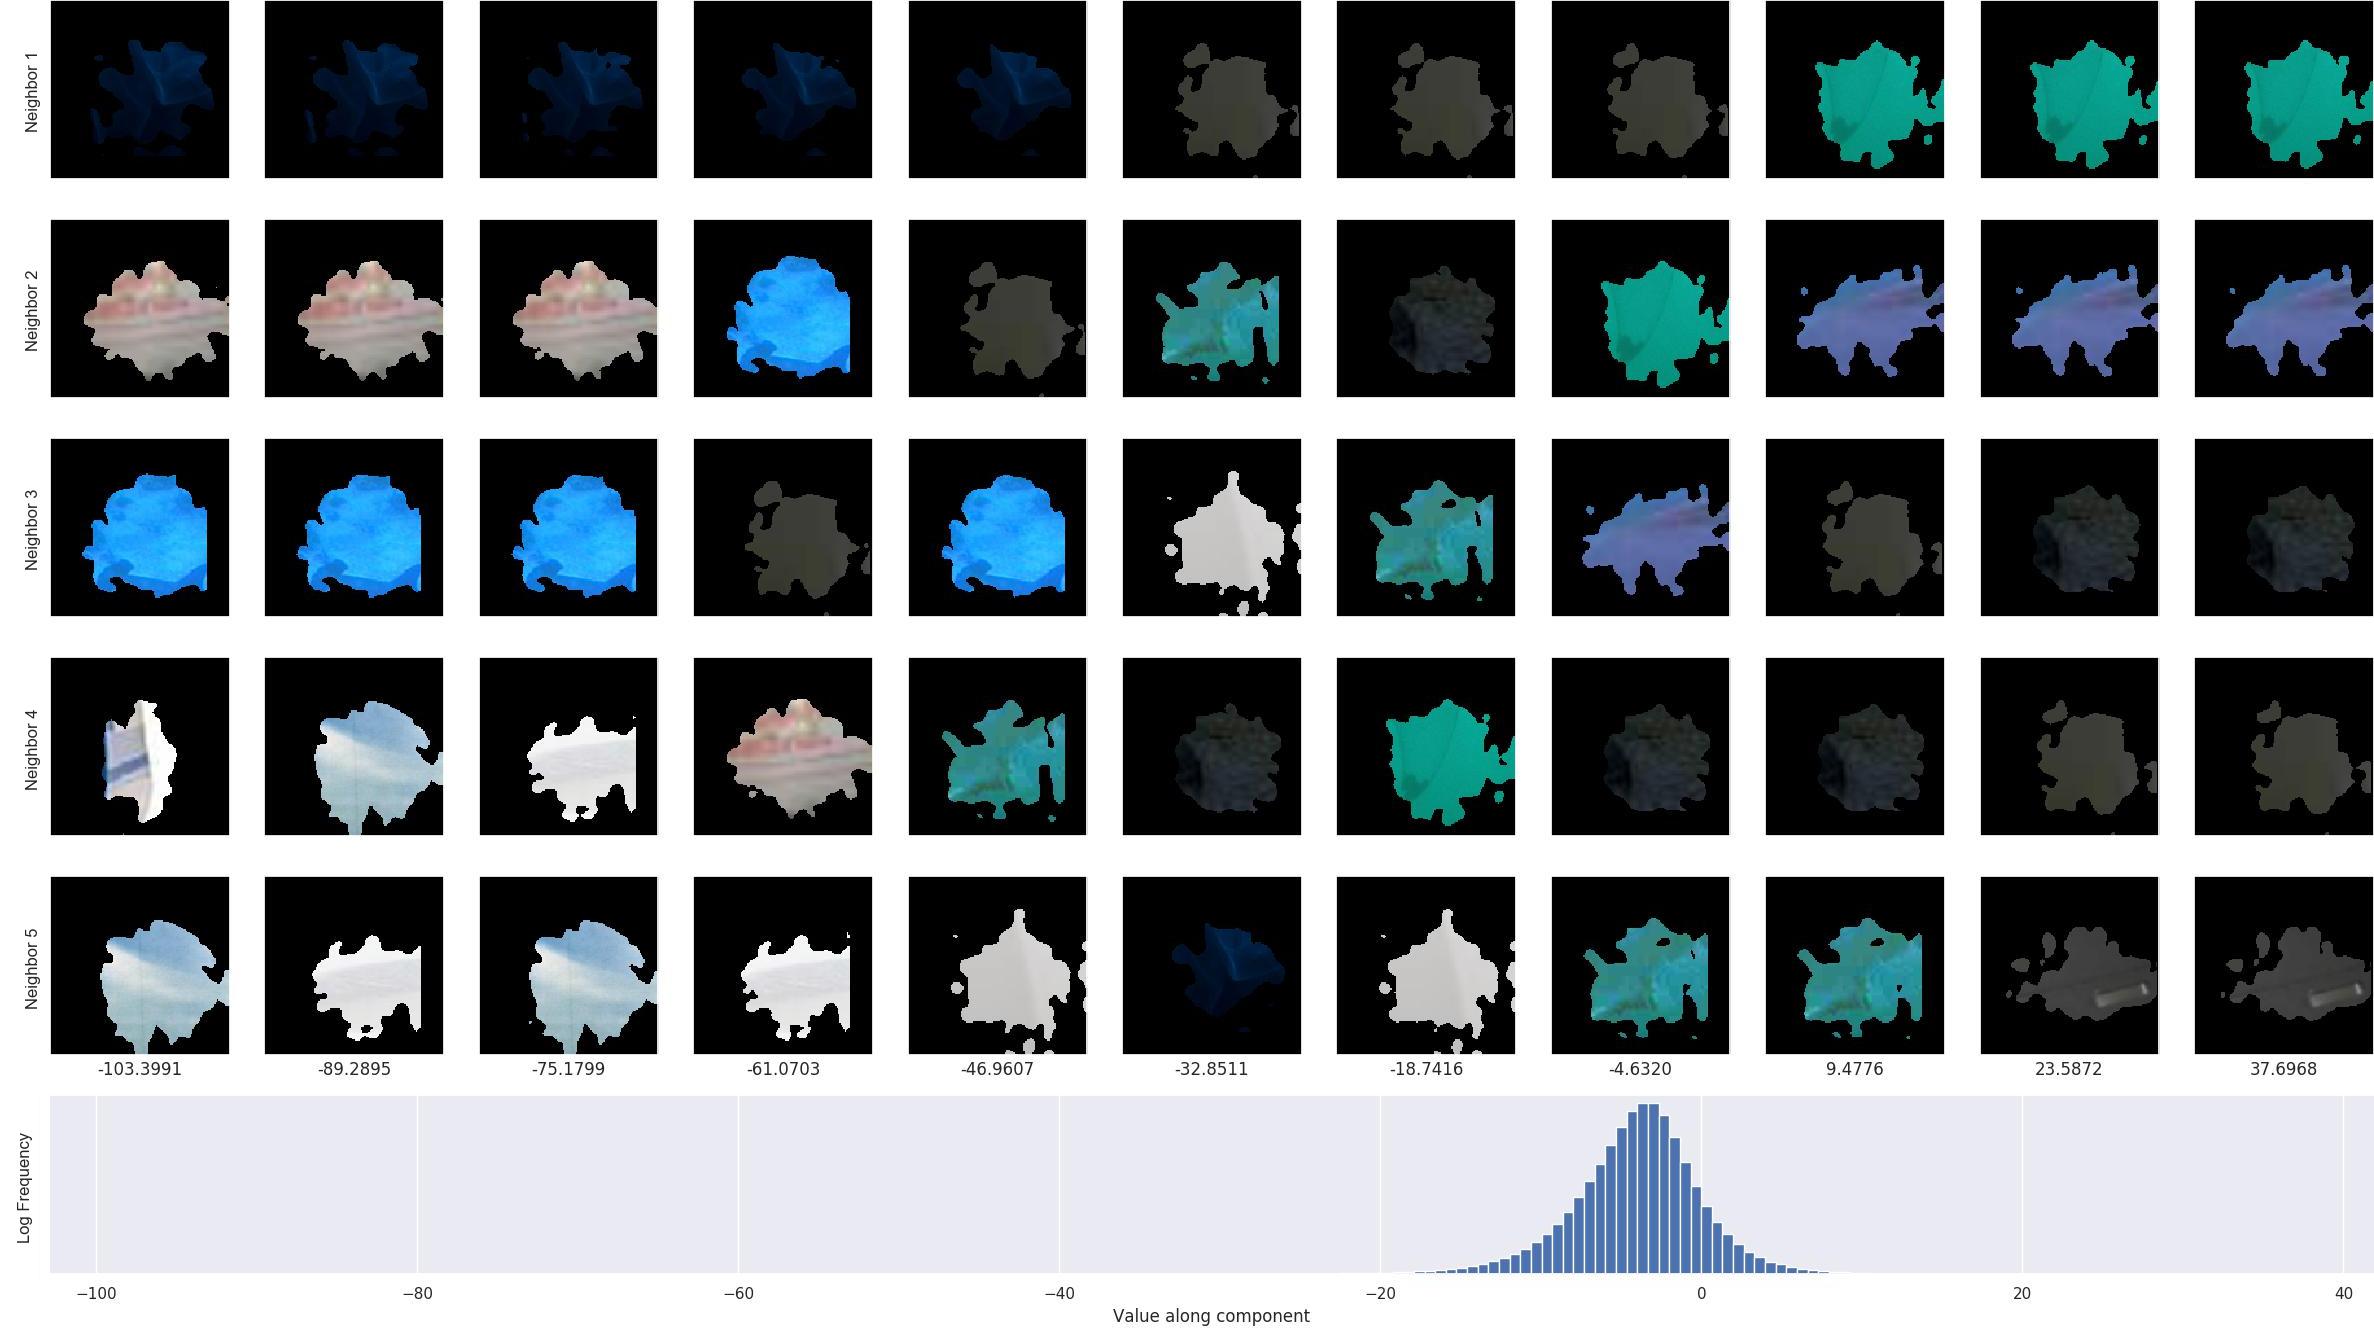 Neighbor 1
Neighbor 2
Neighbor 3
Neighbor 4
Neighbor 5
-103.3991 -89.2895 -75.1799 -61.0703 -46.9607 -32.8511 -18.7416 -4.6320 9.4776 23.5872 37.6968
Log Frequency
−100 −80 −60 −40 −20 0 20 40
Value along component